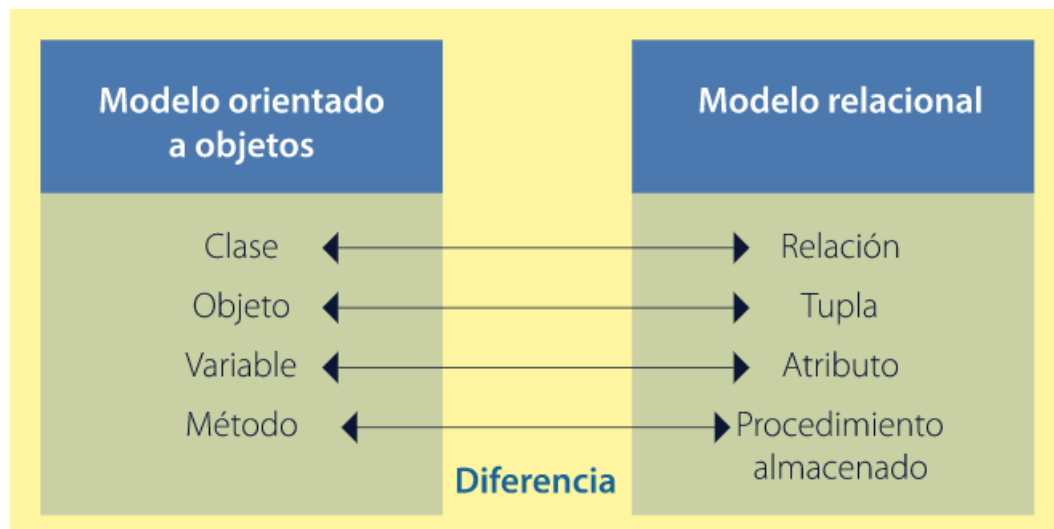 Modelo orientado
a objetos
Modelo relacional
Clase
Relación
Objeto
Tupla
Variable
Atributo
Método
Procedimiento
almacenado
Diferencia